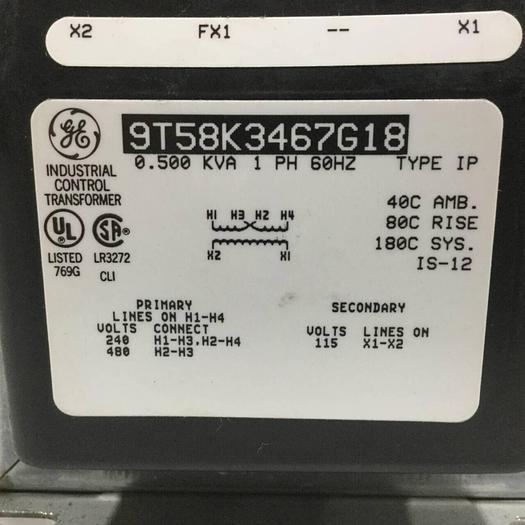 X2 FX1 -- X1
GE
9T58K3467G18
0.500 KVA 1 PH 60HZ TYPE IP
INDUSTRIAL
CONTROL
TRANSFORMER
40C AMB.
80C RISE
180C SYS.
IS-12
H1 H3 H2 H4
X2 X1
UL SA
LISTED LR3272
769G CLI
PRIMARY SECONDARY
LINES ON H1-H4
VOLTS CONNECT VOLTS LINES ON
240 H1-H3,H2-H4 115 X1-X2
480 H2-H3